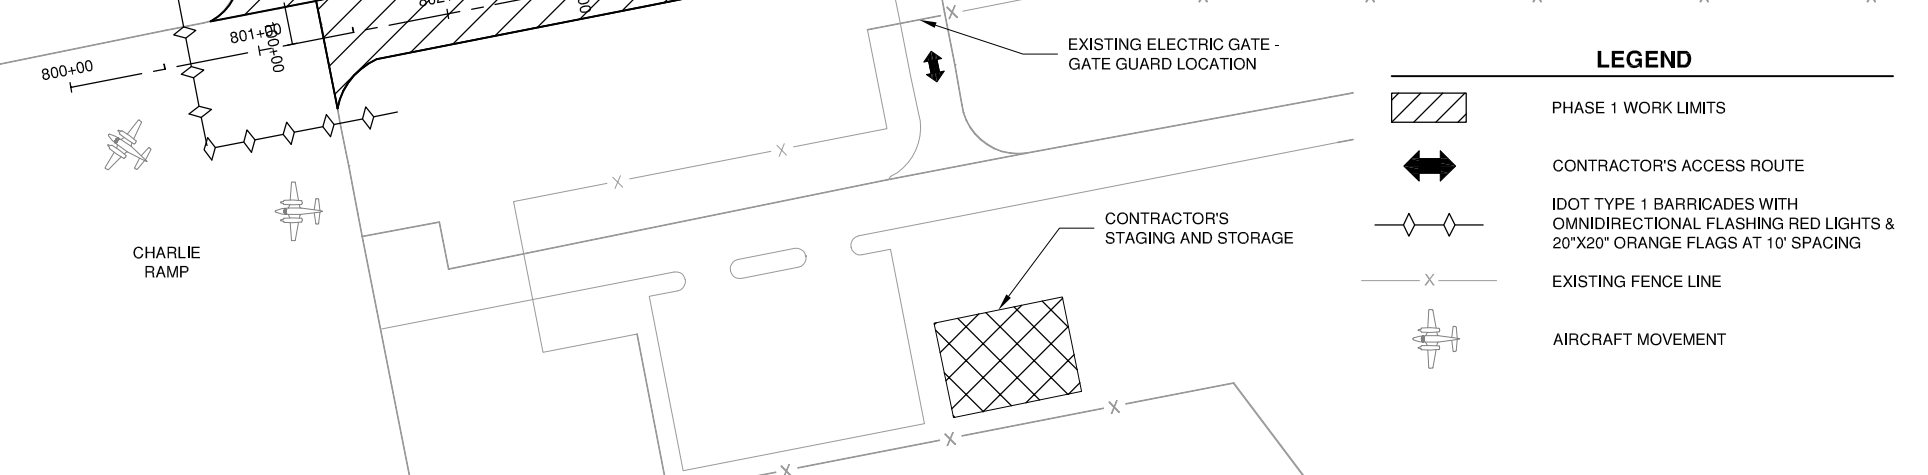 801+00
800+00
EXISTING ELECTRIC GATE -
GATE GUARD LOCATION
CHARLIE
RAMP
CONTRACTOR'S
STAGING AND STORAGE
X
X
X
X
X
X
LEGEND
PHASE 1 WORK LIMITS
CONTRACTOR'S ACCESS ROUTE
IDOT TYPE 1 BARRICADES WITH
OMNIDIRECTIONAL FLASHING RED LIGHTS &
20"X20" ORANGE FLAGS AT 10' SPACING
X
EXISTING FENCE LINE
AIRCRAFT MOVEMENT